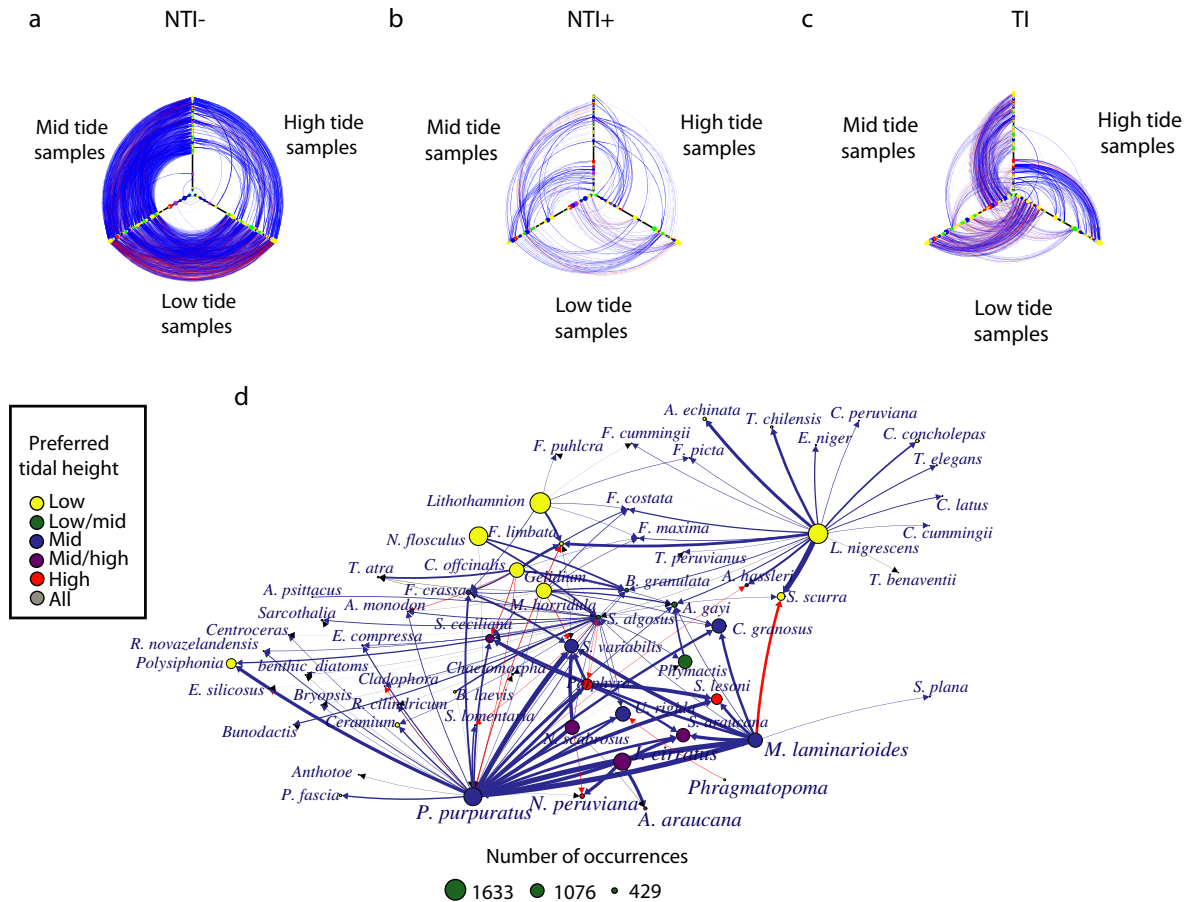 a
NTI-
b
NTI+
c
TI
Mid tide
samples
High tide
samples
Low tide
samples
Mid tide
samples
High tide
samples
Low tide
samples
Mid tide
samples
High tide
samples
Low tide
samples
d
Preferred
tidal height
Low
Low/mid
Mid
Mid/high
High
All
A. echinata
T. chilensis
C. peruviana
F. cummingii
E. niger
C. concholepas
F. puhlcra
F. picta
T. elegans
Lithothamnion
F. costata
C. latus
N. flosculus
F. limbata
F. maxima
C. cummingii
L. nigrescens
T. peruvianus
C. offcinalis
T. atra
Gelidium
B. granulata
A. hassleri
T. benaventii
A. psittacus
F. crassa
S. scurra
A. monodon
M. horridula
S. algosus
A. gayi
Sarcothalia
S. ceciliana
C. granosus
Centroceras
E. compressa
R. novazelandensis
S. variabilis
Polysiphonia
benthic_diatoms
Chaetomorpha
Phymactis
Cladophora
Porphyra
S. lesoni
E. silicosus
Bryopsis
B. laevis
S. plana
R. cilindricum
U. rigida
Ceramium
S. lomentaria
S. araucana
Bunodactis
N. scabrosus
J. cirratus
M. laminarioides
Anthotoe
Phragmatopoma
P. fascia
P. purpuratus
N. peruviana
A. araucana
Number of occurrences
1633
1076
429